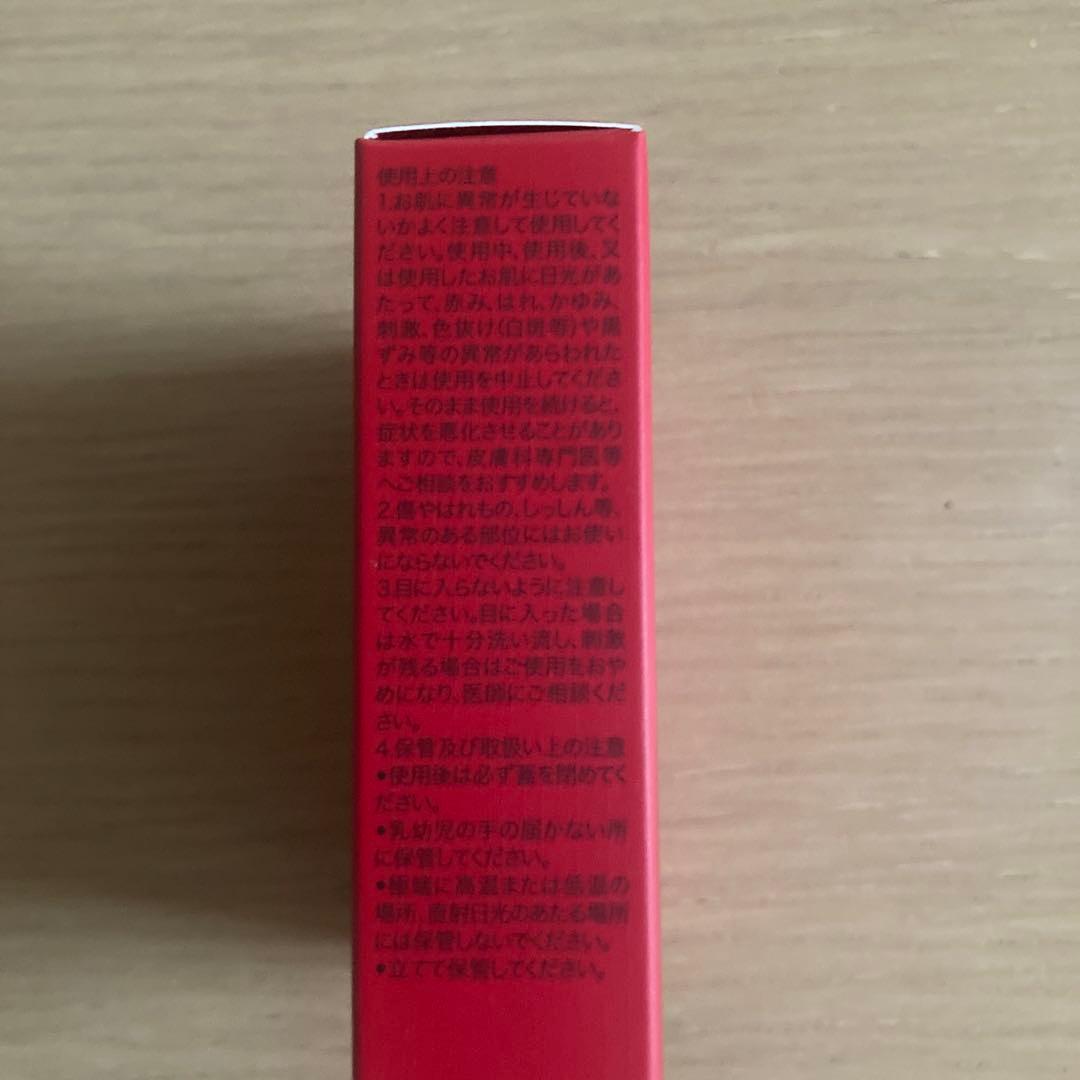 使用上の注意
1.お肌に異常が生じていな
いかよく注意して使用してく
ださい。使用中、使用後、又
は使用したお肌に日光があ
たって、赤み、はれ、かゆみ、
刺激、色抜け(白斑等)や黒
ずみ等の異常があらわれた
ときは使用を中止してくださ
い。そのまま使用を続けると、
症状を悪化させることがあり
ますので、皮膚科専門医等
へご相談をおすすめします。
2.傷やはれもの、しっしん等、
異常のある部位にはお使い
にならないでください。
3.目に入らないように注意し
てください。目に入った場合
は水で十分洗い流し、刺激
が残る場合はご使用をおや
めになり、医師にご相談くだ
さい。
4.保管及び取扱い上の注意
•使用後は必ず蓋を閉めてく
ださい。
•乳幼児の手の届かない所
に保管してください。
•極端に高温または低温の
場所、直射日光のあたる場所
には保管しないでください。
•立てて保管してください。